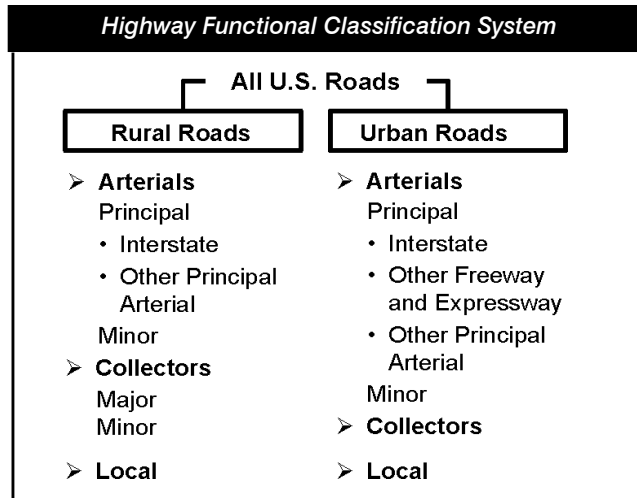 Highway Functional Classification System
All U.S. Roads
Rural Roads
➢ Arterials
Principal
• Interstate
• Other Principal
Arterial
Minor
➢ Collectors
Major
Minor
➢ Local
Urban Roads
➢ Arterials
Principal
• Interstate
• Other Freeway
and Expressway
• Other Principal
Arterial
Minor
➢ Collectors
➢ Local